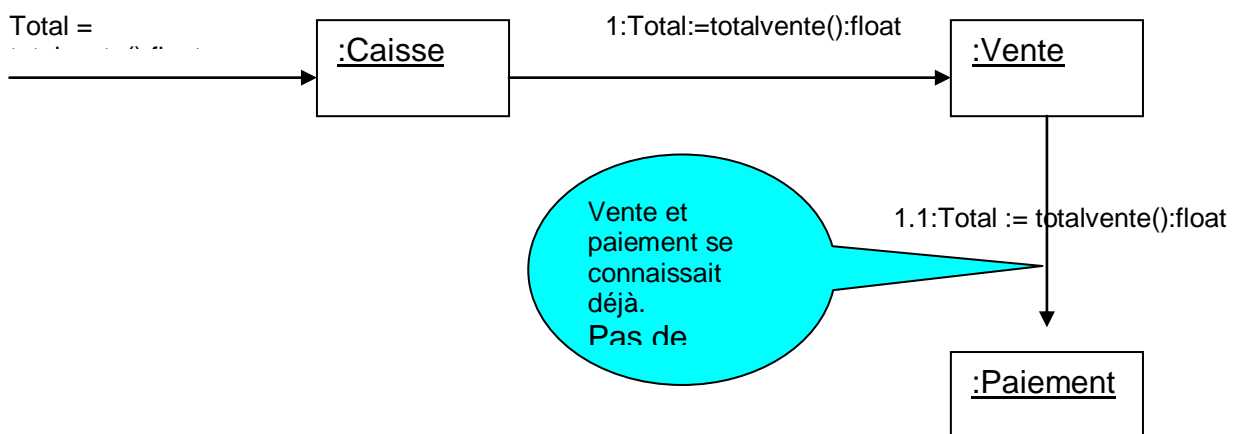 Total =
:Caisse
1:Total:=totalvente():float
:Vente
Vente et
paiement se
connaissait
déjà.
Pas de
1.1:Total := totalvente():float
:Paiement